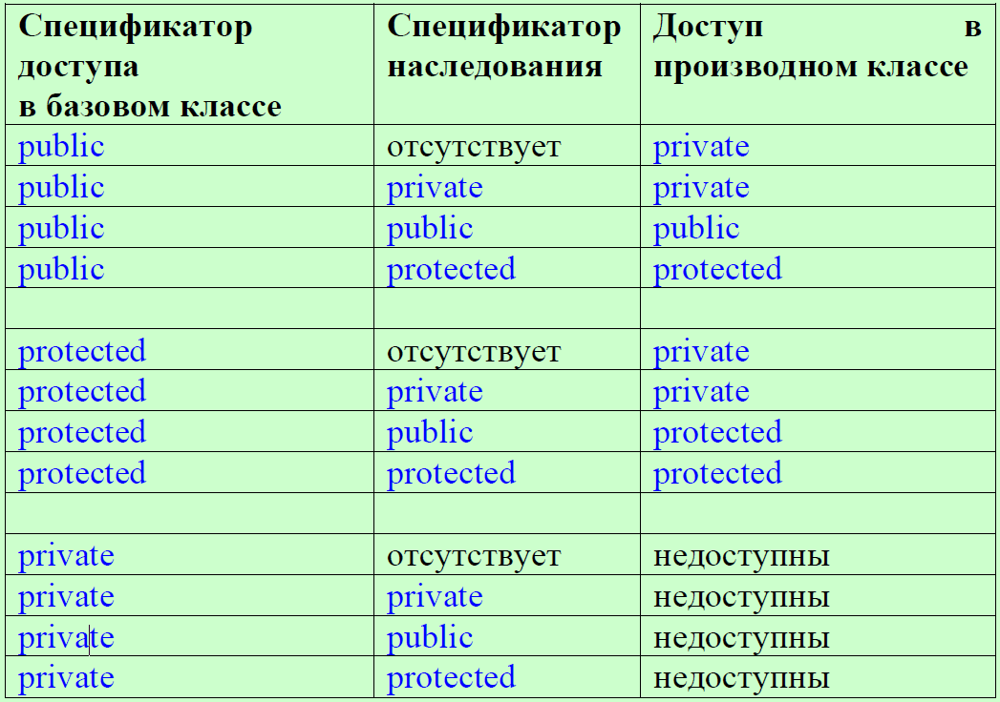 Спецификатор доступа в базовом классе Спецификатор наследования Доступ в производном классе
public отсутствует private
public private private
public public public
public protected protected
protected отсутствует private
protected private private
protected public protected
protected protected protected
private отсутствует недоступны
private private недоступны
private public недоступны
private protected недоступны